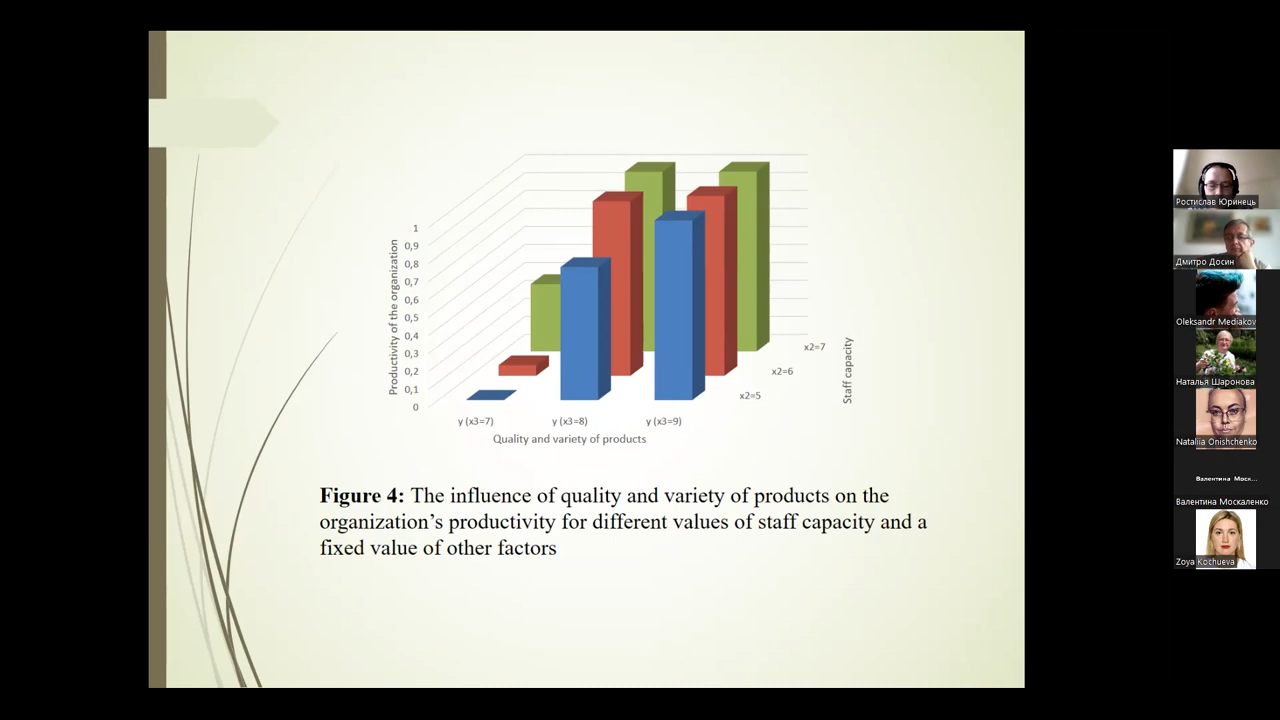 1
0,9
0,8
0,7
0,6
0,5
0,4
0,3
0,2
0,1
0
Productivity of the organization
y (x3=7)
y (x3=8)
y (x3=9)
Quality and variety of products
x2=5
x2=6
x2=7
Staff capacity
Figure 4: The influence of quality and variety of products on the
organization’s productivity for different values of staff capacity and a
fixed value of other factors
Ростислав Юринець
Дмитро Досин
Oleksandr Mediakov
Наталья Шаронова
Nataliia Onishchenko
Валентина Моск...
Валентина Москаленко
Zoya Kochueva